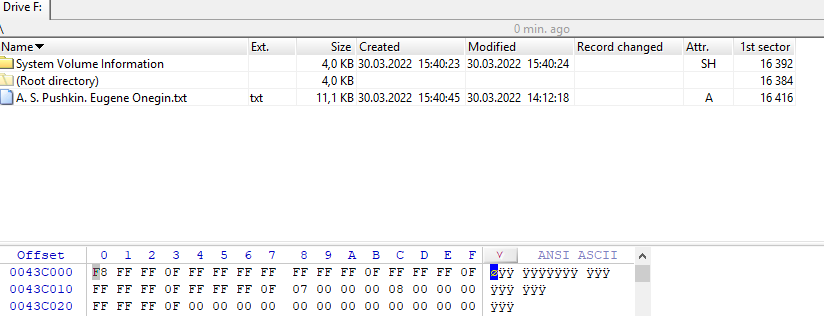 Drive F:
\ 0 min. ago
Name Ext. Size Created Modified Record changed Attr. 1st sector
System Volume Information 4,0 KB 30.03.2022 15:40:23 30.03.2022 15:40:24 SH 16 392
(Root directory) 4,0 KB 16 384
A. S. Pushkin. Eugene Onegin.txt txt 11,1 KB 30.03.2022 15:40:45 30.03.2022 14:12:18 A 16 416
Offset 0 1 2 3 4 5 6 7 8 9 A B C D E F ANSI ASCII
0043C000 F8 FF FF 0F FF FF FF FF FF FF FF 0F FF FF FF 0F øÿÿ ÿÿÿÿÿÿÿ ÿÿÿ
0043C010 FF FF FF 0F FF FF FF 0F 07 00 00 00 08 00 00 00 ÿÿÿ ÿÿÿ
0043C020 FF FF FF 0F 00 00 00 00 00 00 00 00 00 00 00 00 ÿÿÿ